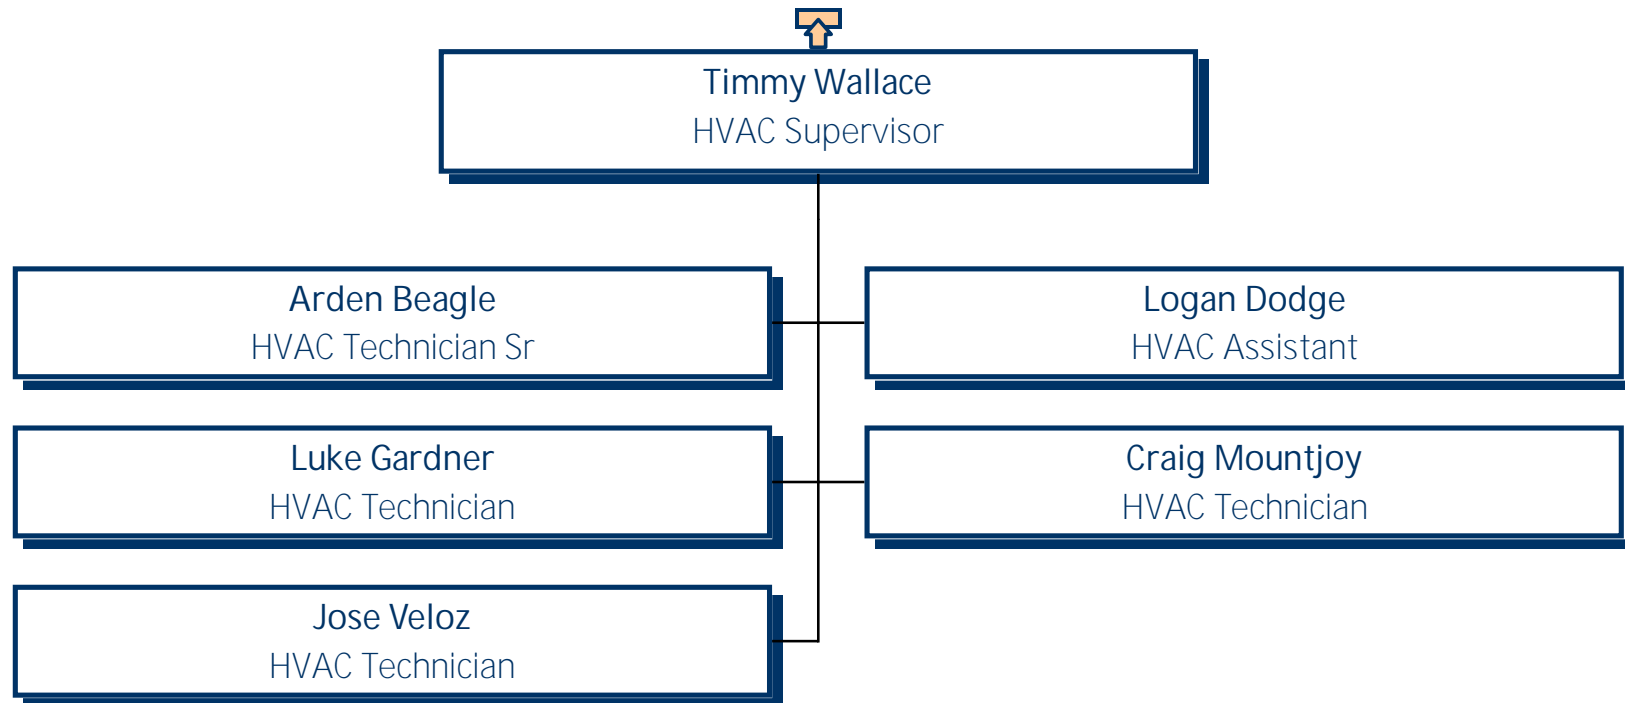 Timmy Wallace
HVAC Supervisor
Arden Beagle
HVAC Technician Sr
Logan Dodge
HVAC Assistant
Luke Gardner
HVAC Technician
Craig Mountjoy
HVAC Technician
Jose Veloz
HVAC Technician